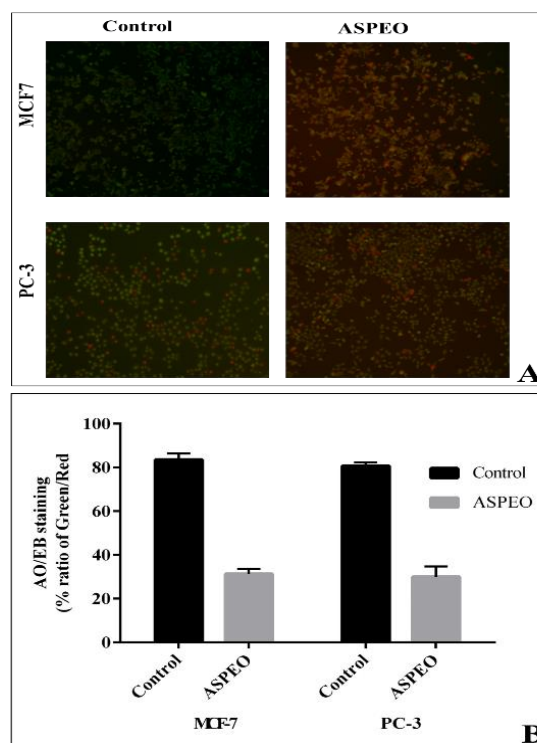 Control ASPEO
MCF7
PC-3
A
100
80
60
40
20
0
AO/EB staining
(% ratio of Green/Red
Control
ASPEO
Control ASPEO Control ASPEO
MCF-7 PC-3
B